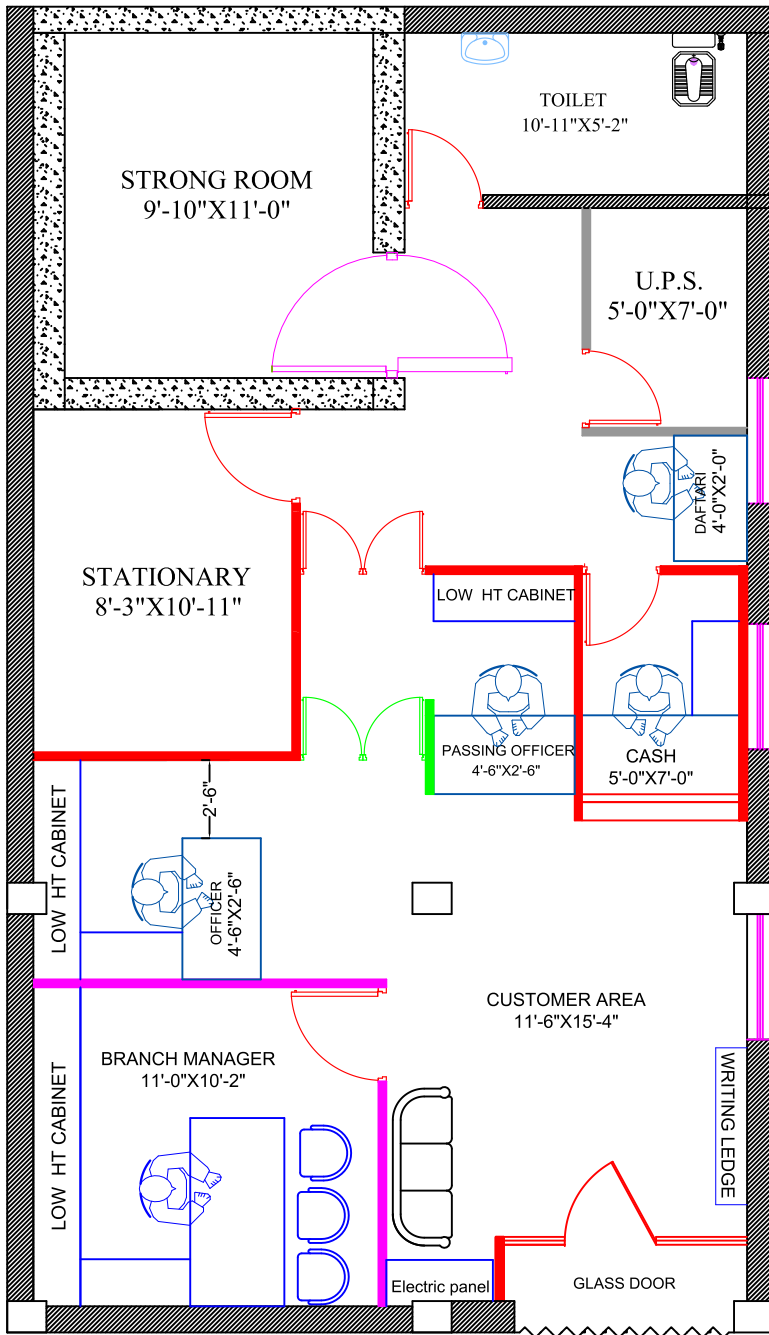 TOILET
10'-11"X5'-2"
STRONG ROOM
9'-10"X11'-0"
U.P.S.
5'-0"X7'-0"
DAFTARI
4'-0"X2'-0"
STATIONARY
8'-3"X10'-11"
LOW HT CABINET
PASSING OFFICER
4'-6"X2'-6"
CASH
5'-0"X7'-0"
2'-6"
LOW HT CABINET
OFFICER
4'-6"X2'-6"
CUSTOMER AREA
11'-6"X15'-4"
BRANCH MANAGER
11'-0"X10'-2"
LOW HT CABINET
WRITING LEDGE
Electric panel
GLASS DOOR